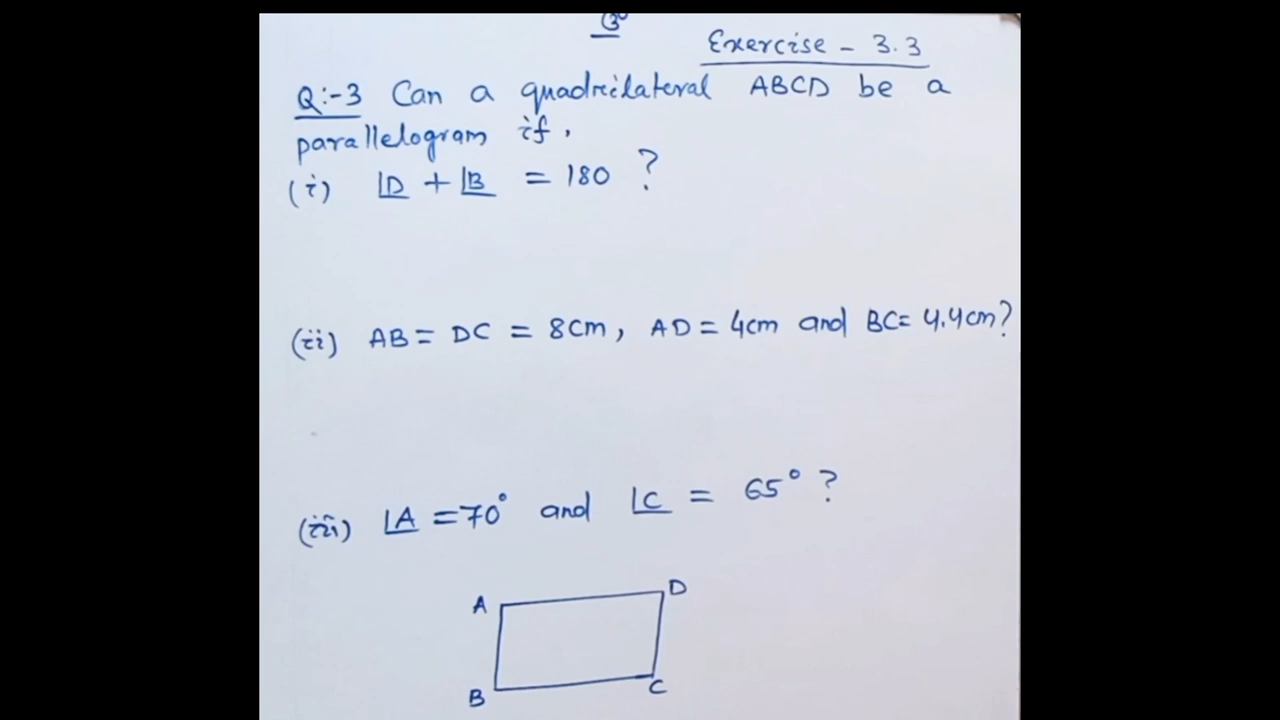 Exercise - 3.3
Q:-3 Can a quadrilateral ABCD be a
parallelogram if,
(i) ∠D + ∠B = 180 ?
(ii) AB = DC = 8cm, AD = 4cm and BC= 4.4cm?
(iii) ∠A = 70° and ∠C = 65° ?
A D
B C